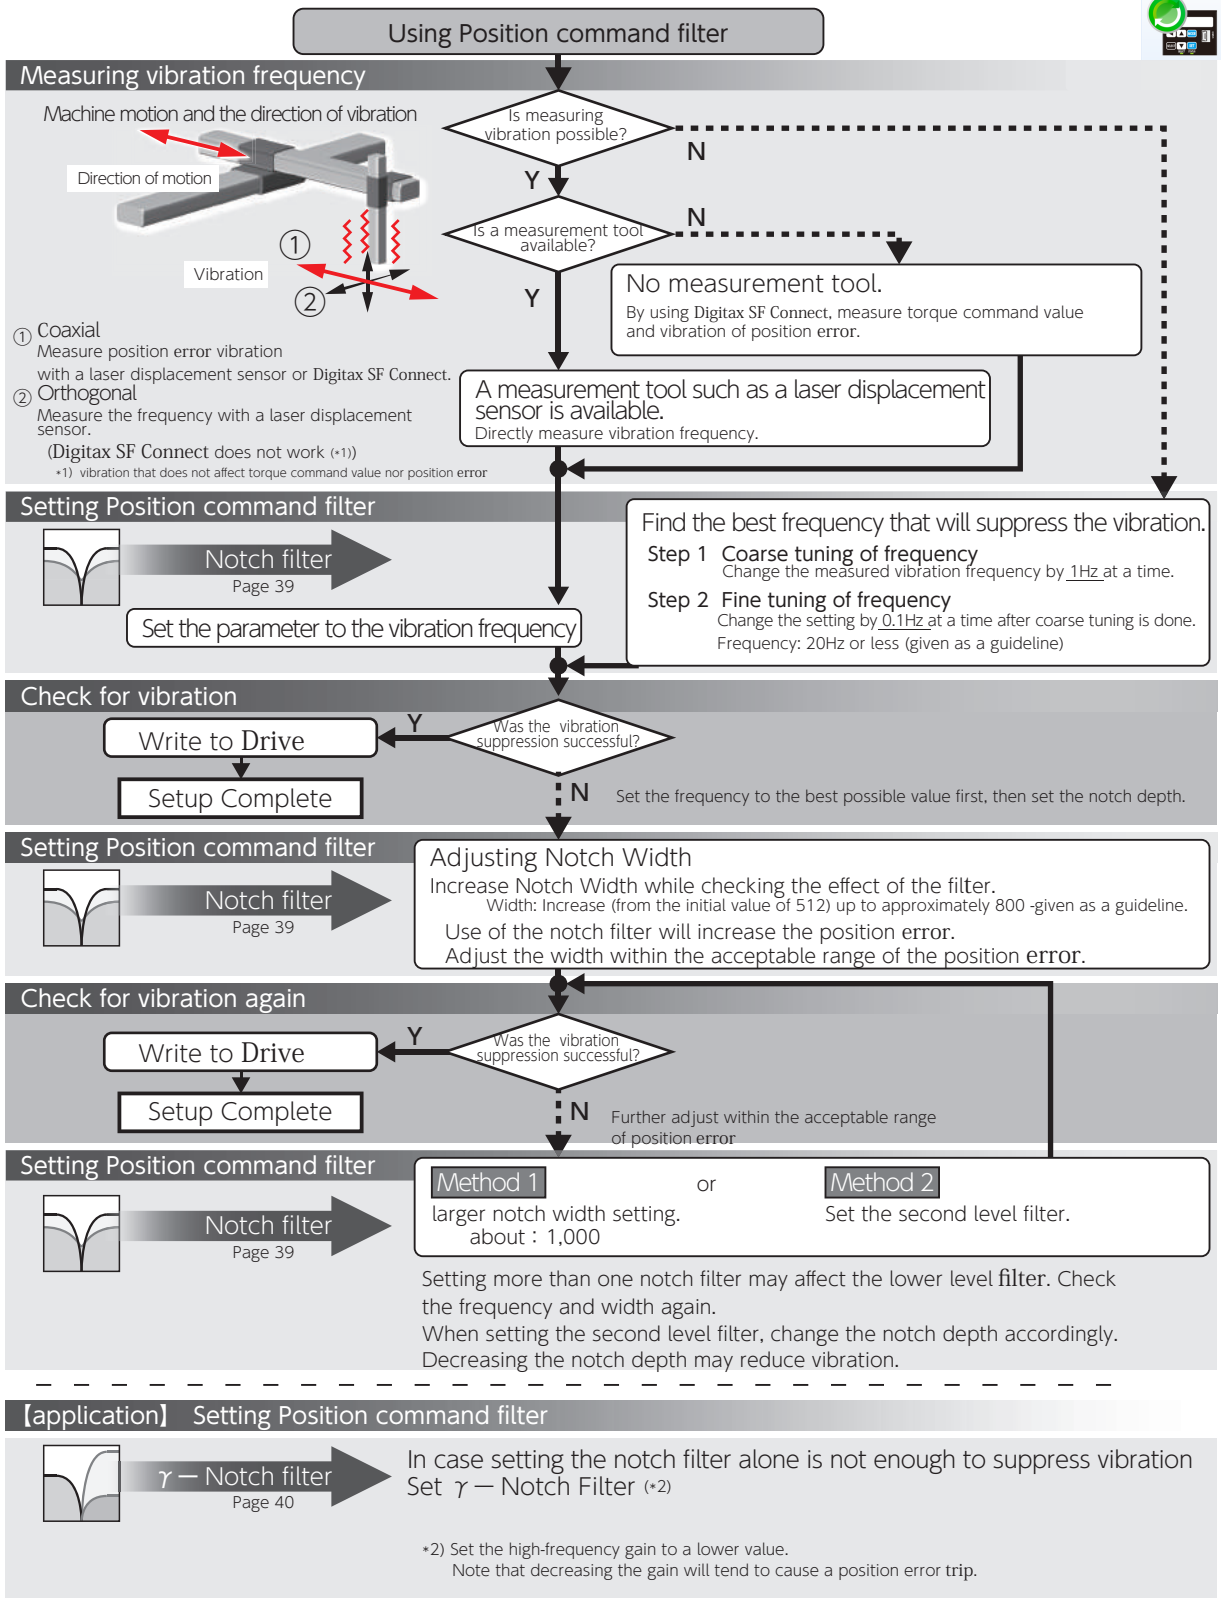 Using Position command filter
Measuring vibration frequency
Machine motion and the direction of vibration
Direction of motion
Vibration
①
②
① Coaxial
Measure position error vibration
with a laser displacement sensor or Digitax SF Connect.
② Orthogonal
Measure the frequency with a laser displacement
sensor.
(Digitax SF Connect does not work (*1))
*1) vibration that does not affect torque command value nor position error
Is measuring
vibration possible?
N
Y
Is a measurement tool
available?
N
Y
No measurement tool.
By using Digitax SF Connect, measure torque command value
and vibration of position error.
A measurement tool such as a laser displacement
sensor is available.
Directly measure vibration frequency.
Setting Position command filter
Notch filter
Page 39
Set the parameter to the vibration frequency
Find the best frequency that will suppress the vibration.
Step 1 Coarse tuning of frequency
Change the measured vibration frequency by 1Hz at a time.
Step 2 Fine tuning of frequency
Change the setting by 0.1Hz at a time after coarse tuning is done.
Frequency: 20Hz or less (given as a guideline)
Check for vibration
Write to Drive
Setup Complete
Y
Was the vibration
suppression successful?
N
Set the frequency to the best possible value first, then set the notch depth.
Setting Position command filter
Notch filter
Page 39
Adjusting Notch Width
Increase Notch Width while checking the effect of the filter.
Width: Increase (from the initial value of 512) up to approximately 800 -given as a guideline.
Use of the notch filter will increase the position error.
Adjust the width within the acceptable range of the position error.
Check for vibration again
Write to Drive
Setup Complete
Y
Was the vibration
suppression successful?
N
Further adjust within the acceptable range
of position error
Setting Position command filter
Notch filter
Page 39
Method 1
or
Method 2
larger notch width setting.
about : 1,000
Set the second level filter.
Setting more than one notch filter may affect the lower level filter. Check
the frequency and width again.
When setting the second level filter, change the notch depth accordingly.
Decreasing the notch depth may reduce vibration.
【application】 Setting Position command filter
γ — Notch filter
Page 40
In case setting the notch filter alone is not enough to suppress vibration
Set γ — Notch Filter (*2)
*2) Set the high-frequency gain to a lower value.
Note that decreasing the gain will tend to cause a position error trip.